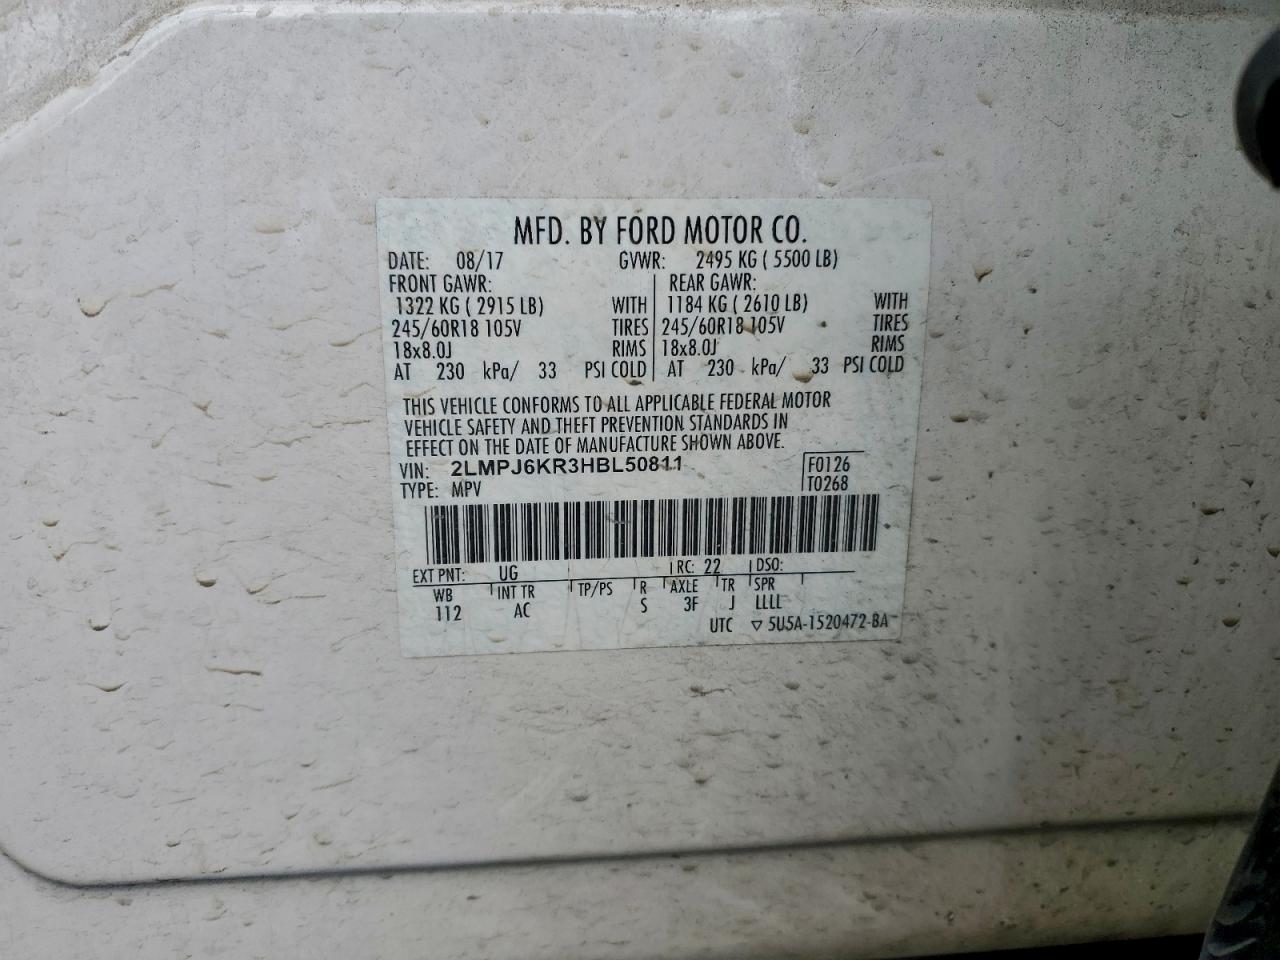 MFD. BY FORD MOTOR CO.
DATE: 08/17 GVWR: 2495 KG ( 5500 LB)
FRONT GAWR: REAR GAWR:
1322 KG ( 2915 LB) WITH 1184 KG ( 2610 LB) WITH
245/60R18 105V TIRES 245/60R18 105V TIRES
18x8.0J RIMS 18x8.0J RIMS
AT 230 kPa/ 33 PSI COLD AT 230 kPa/ 33 PSI COLD
THIS VEHICLE CONFORMS TO ALL APPLICABLE FEDERAL MOTOR
VEHICLE SAFETY AND THEFT PREVENTION STANDARDS IN
EFFECT ON THE DATE OF MANUFACTURE SHOWN ABOVE.
VIN: 2LMPJ6KR3HBL50811 F0126
TYPE: MPV T0268
EXT PNT: UG RC: 22 DSO:
WB INT TR TP/PS R AXLE TR SPR
112 AC S 3F J LLLL
UTC ▽ 5U5A-1520472-BA